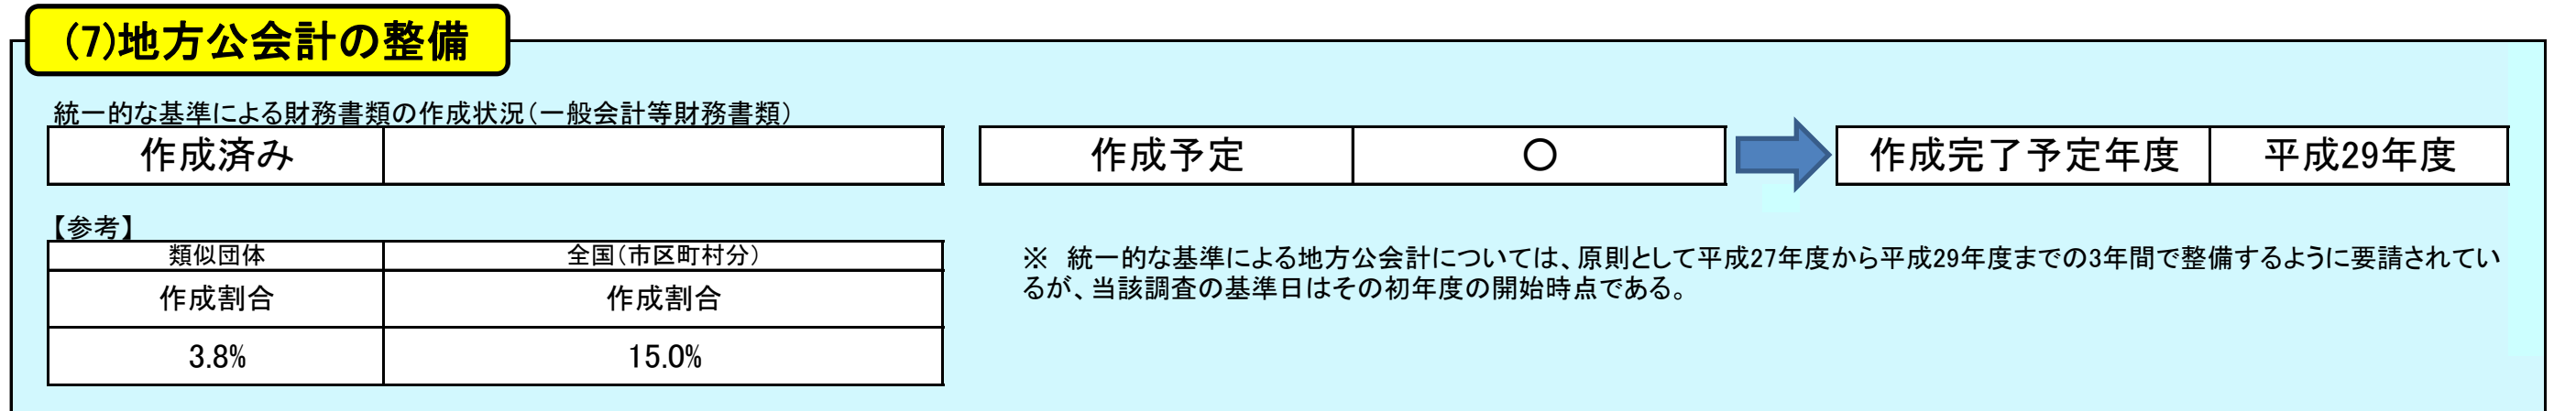 (7)地方公会計の整備
統一的な基準による財務書類の作成状況(一般会計等財務書類)
作成済み
作成予定 ○ 作成完了予定年度 平成29年度
【参考】
類似団体 全国(市区町村分)
作成割合 作成割合
3.8% 15.0%
※ 統一的な基準による地方公会計については、原則として平成27年度から平成29年度までの3年間で整備するように要請されてい
るが、当該調査の基準日はその初年度の開始時点である。